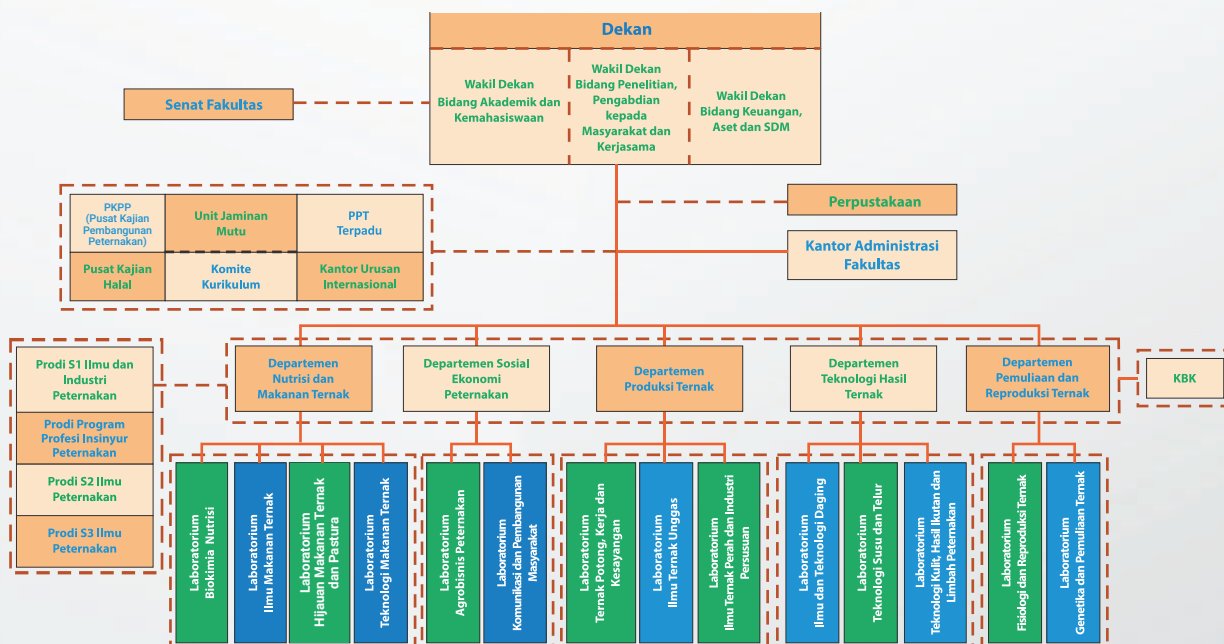 Dekan
Wakil Dekan
Bidang Akademik dan
Kemahasiswaan
Wakil Dekan
Bidang Penelitian,
Pengabdian
kepada
Masyarakat dan
Kerjasama
Wakil Dekan
Bidang Keuangan,
Aset dan SDM
Senat Fakultas
PKPP
(Pusat Kajian
Pembangunan
Peternakan)
Unit Jaminan
Mutu
PPT
Terpadu
Pusat Kajian
Halal
Komite
Kurikulum
Kantor Urusan
Internasional
Perpustakaan
Kantor Administrasi
Fakultas
Prodi S1 Ilmu dan
Industri
Peternakan
Prodi Program
Profesi Insinyur
Peternakan
Prodi S2 Ilmu
Peternakan
Prodi S3 Ilmu
Peternakan
Departemen
Nutrisi dan
Makanan Ternak
Departemen Sosial
Ekonomi
Peternakan
Departemen
Produksi Ternak
Departemen
Teknologi Hasil
Ternak
Departemen
Pemuliaan dan
Reproduksi Ternak
KBK
Laboratorium
Biokimia Nutrisi
Laboratorium
Ilmu Makanan Ternak
Laboratorium
Hijauan Makanan Ternak
dan Pastura
Laboratorium
Teknologi Makanan Ternak
Laboratorium
Agrobisnis Peternakan
Laboratorium
Komunikasi dan Pembangunan
Masyarakat
Laboratorium
Ternak Potong, Kerja dan
Kesayangan
Laboratorium
Ilmu Ternak Unggas
Laboratorium
Ilmu Ternak Perah dan Industri
Persusuan
Laboratorium
Ilmu dan Teknologi Daging
Laboratorium
Teknologi Susu dan Telur
Laboratorium
Teknologi Kulit, Hasil Ikutan dan
Limbah Peternakan
Laboratorium
Fisiologi dan Reproduksi Ternak
Laboratorium
Genetika dan Pemuliaan Ternak